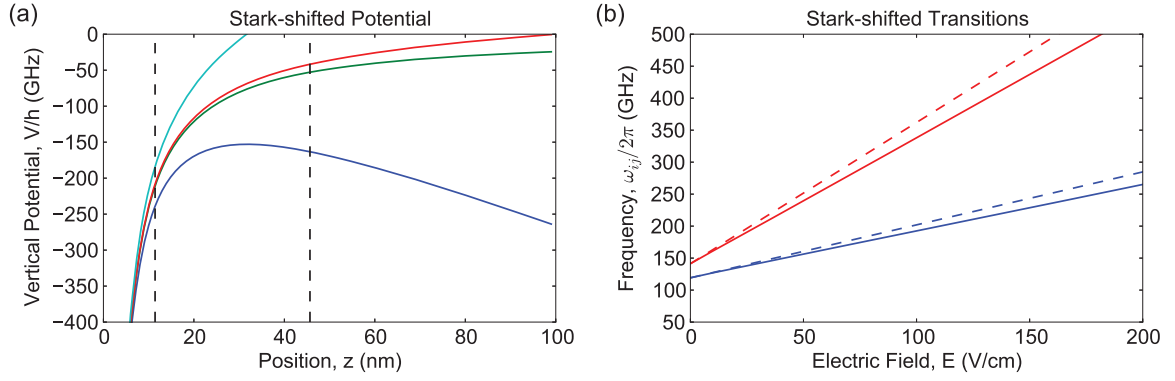 (a)
Stark-shifted Potential
Vertical Potential, V/h (GHz)
0
−50
−100
−150
−200
−250
−300
−350
−400
0 20 40 60 80 100
Position, z (nm)
(b)
Stark-shifted Transitions
Frequency, ω_{ij}/2π (GHz)
500
450
400
350
300
250
200
150
100
50
0 50 100 150 200
Electric Field, E (V/cm)